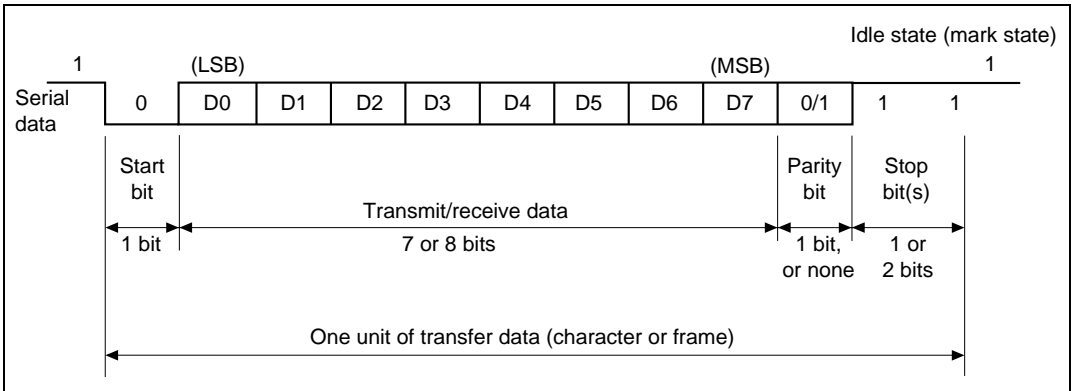 Idle state (mark state)
1 (LSB) (MSB) 1
Serial
data
0 D0 D1 D2 D3 D4 D5 D6 D7 0/1 1 1
Start
bit
Parity
bit
Stop
bit(s)
Transmit/receive data
1 bit
7 or 8 bits
1 bit,
or none
1 or
2 bits
One unit of transfer data (character or frame)